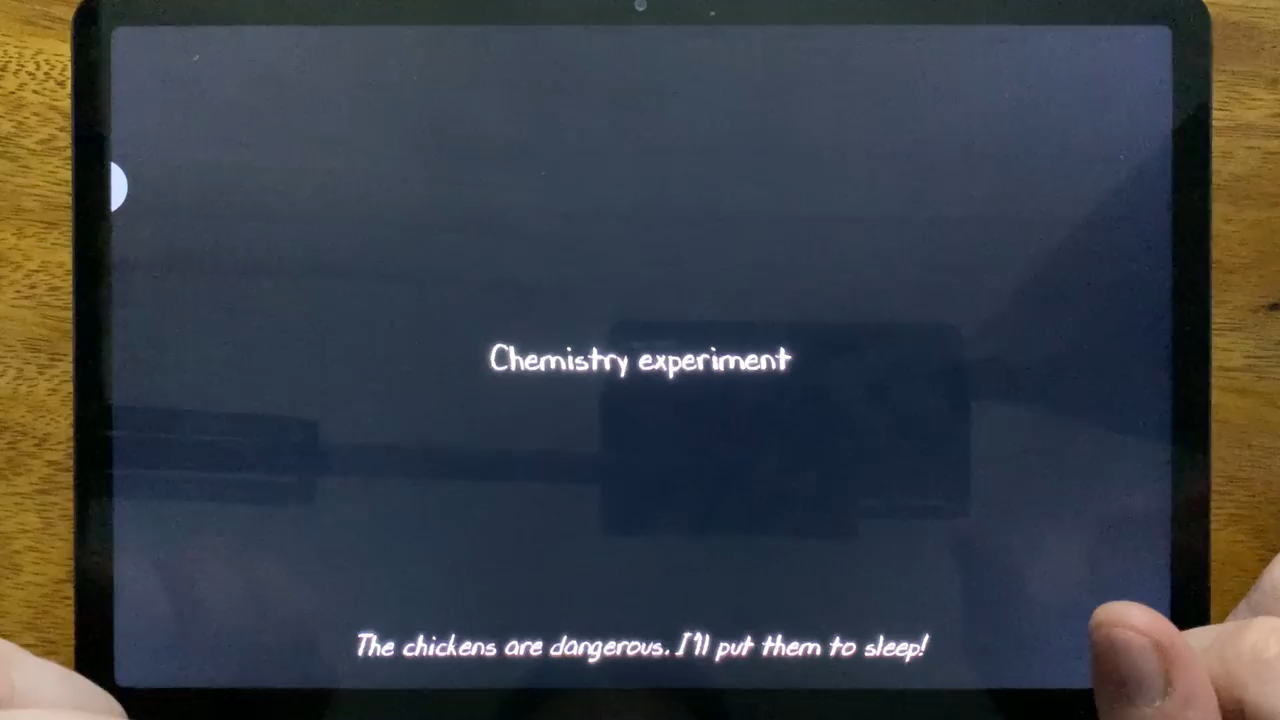 Chemistry experiment
The chickens are dangerous. I'll put them to sleep!